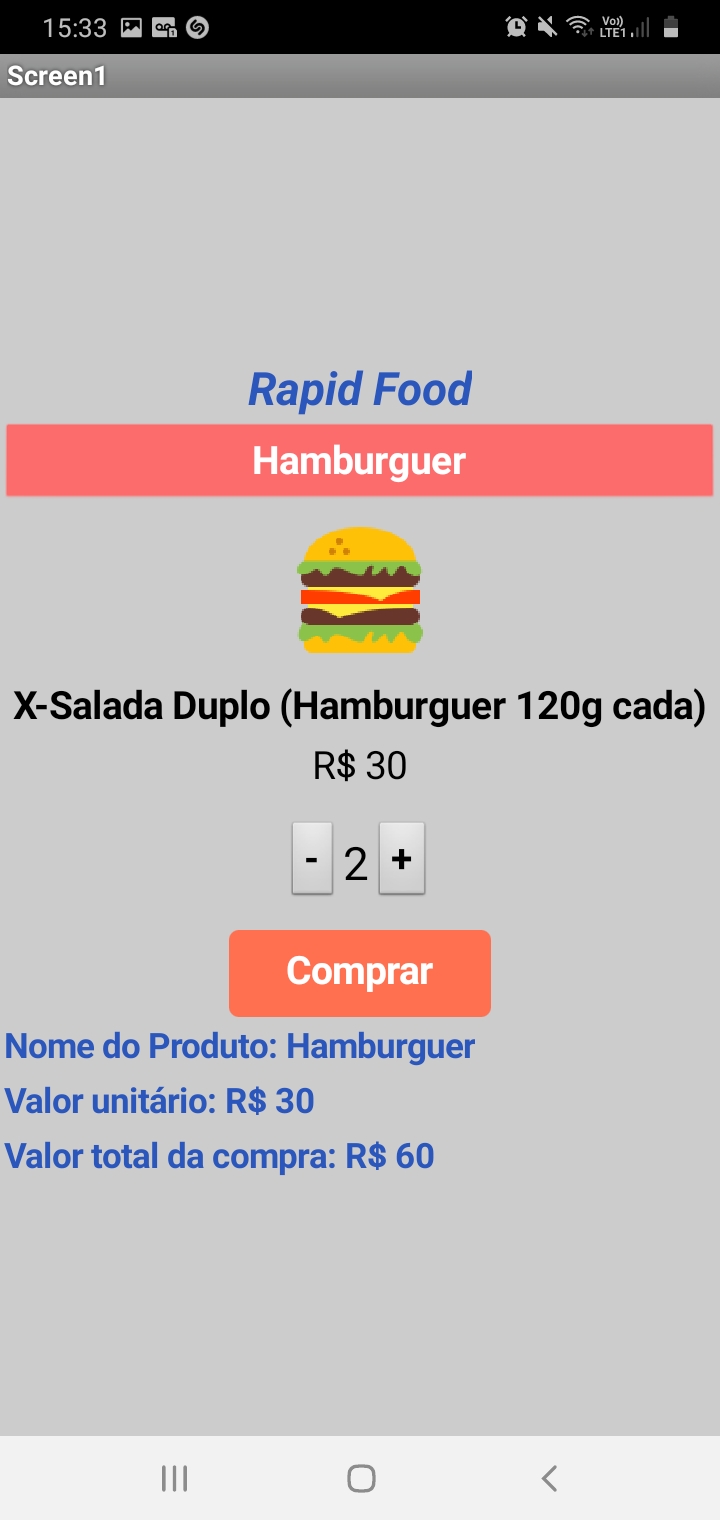 15:33
Vo))
LTE1
Screen1
Rapid Food
Hamburguer
X-Salada Duplo (Hamburguer 120g cada)
R$ 30
- 2 +
Comprar
Nome do Produto: Hamburguer
Valor unitário: R$ 30
Valor total da compra: R$ 60